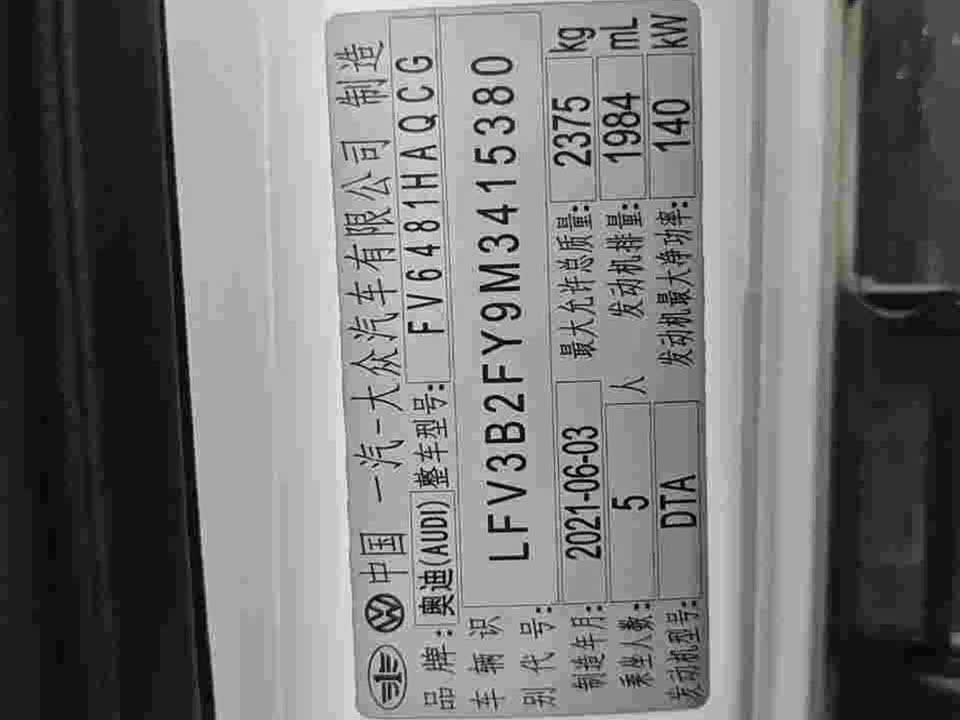 中国 一汽-大众汽车有限公司 制造
品牌: 奥迪(AUDI) 整车型号: FV6481HAQCG
车辆识别代号: LFV3B2FY9M3415380
制造年月: 2021-06-03 最大允许总质量: 2375 kg
乘坐人数: 5 人 发动机排量: 1984 mL
发动机型号: DTA 发动机最大净功率: 140 kW